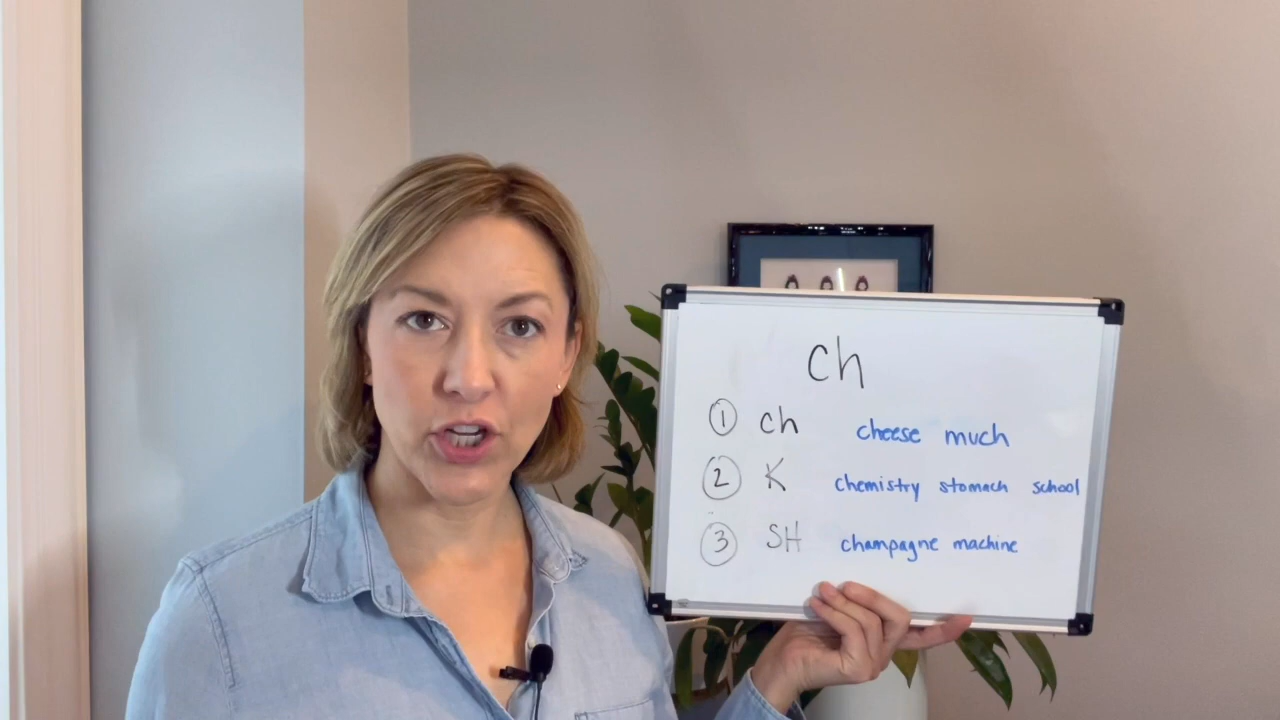 ch
① ch cheese much
② K chemistry stomach school
③ SH champagne machine